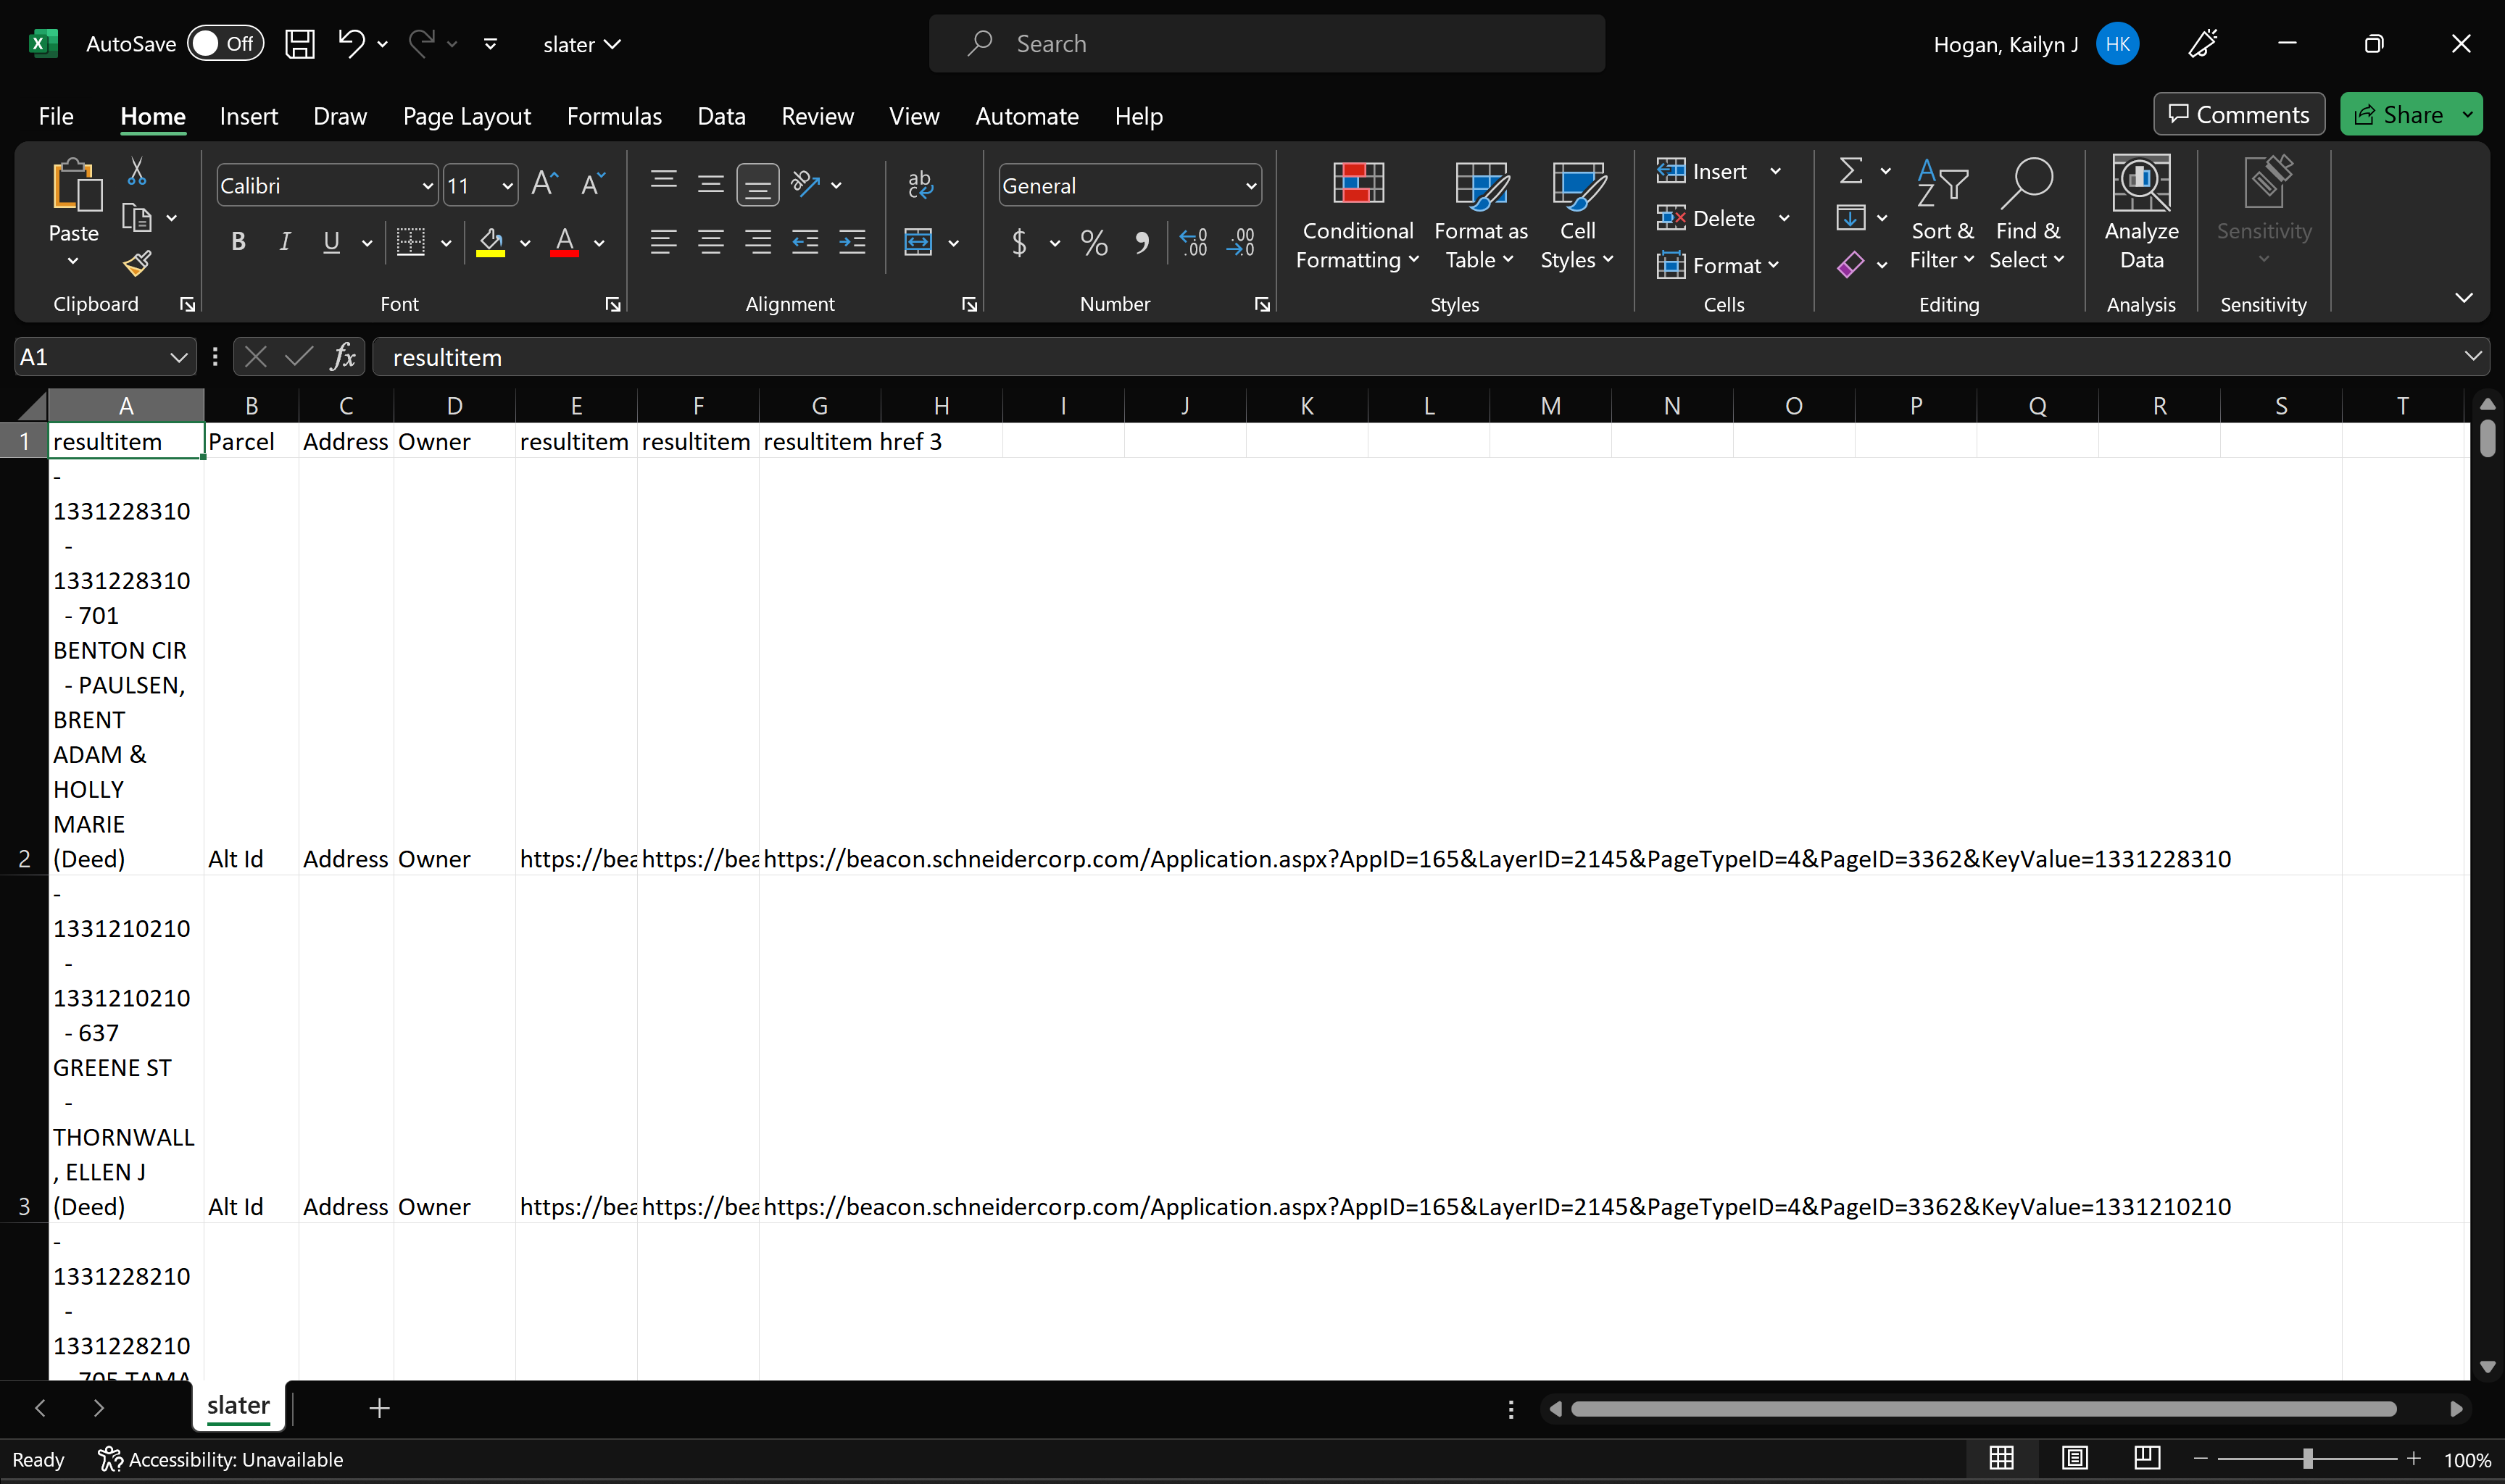 AutoSave Off slater Search Hogan, Kailyn J HK
File Home Insert Draw Page Layout Formulas Data Review View Automate Help Comments Share
Paste
Clipboard
Calibri 11
B I U A
Font
ab
c
Alignment
General
$ % ,
Number
Conditional Formatting
Format as Table
Cell Styles
Styles
Insert
Delete
Format
Cells
Sort & Filter
Find & Select
Editing
Analyze Data
Analysis
Sensitivity
Sensitivity
A1 fx resultitem
A B C D E F G H I J K L M N O P Q R S T
1 resultitem Parcel Address Owner resultitem resultitem resultitem href 3
-
1331228310
-
1331228310
- 701
BENTON CIR
- PAULSEN,
BRENT
ADAM &
HOLLY
MARIE
2 (Deed) Alt Id Address Owner https://bea https://bea https://beacon.schneidercorp.com/Application.aspx?AppID=165&LayerID=2145&PageTypeID=4&PageID=3362&KeyValue=1331228310
-
1331210210
-
1331210210
- 637
GREENE ST
-
THORNWALL
, ELLEN J
3 (Deed) Alt Id Address Owner https://bea https://bea https://beacon.schneidercorp.com/Application.aspx?AppID=165&LayerID=2145&PageTypeID=4&PageID=3362&KeyValue=1331210210
-
1331228210
-
1331228210
- 705 TAMA
slater
Ready Accessibility: Unavailable 100%